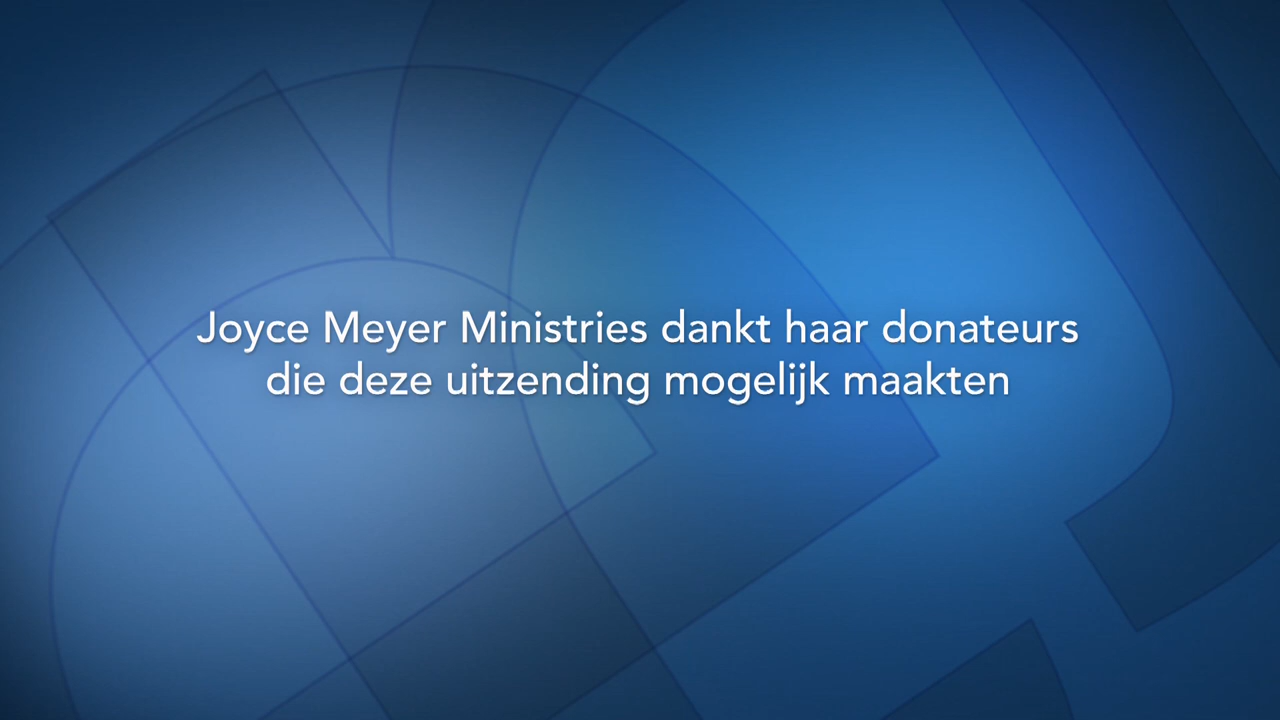 Joyce Meyer Ministries dankt haar donateurs
die deze uitzending mogelijk maakten